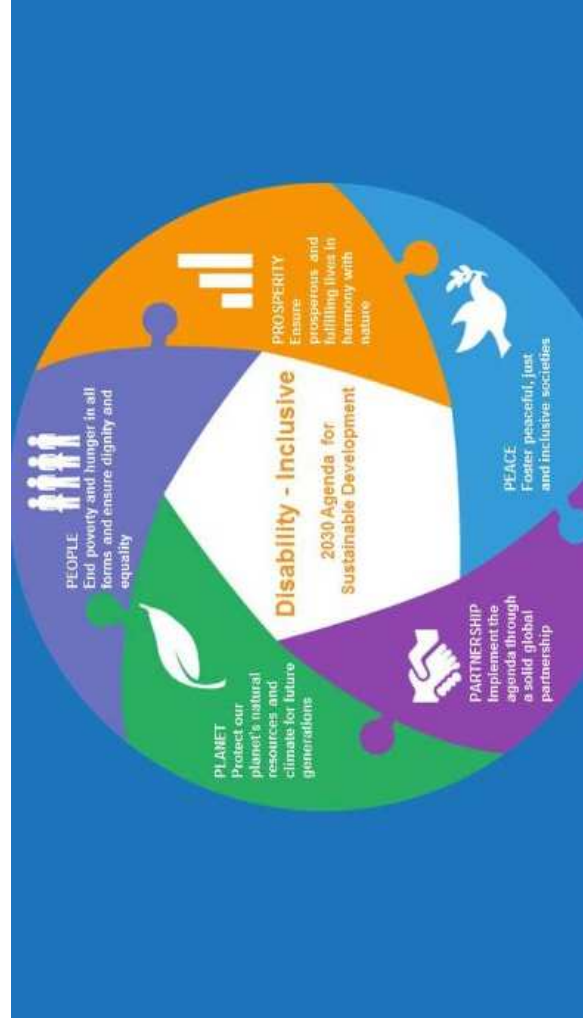 PEOPLE
End poverty and hunger in all
forms and ensure dignity and
equality
PROSPERITY
Ensure
prosperous and
fulfilling lives in
harmony with
nature
PEACE
Foster peaceful, just
and inclusive societies
PARTNERSHIP
Implement the
agenda through
a solid global
partnership
PLANET
Protect our
planet's natural
resources and
climate for future
generations
Disability - Inclusive
2030 Agenda for
Sustainable Development